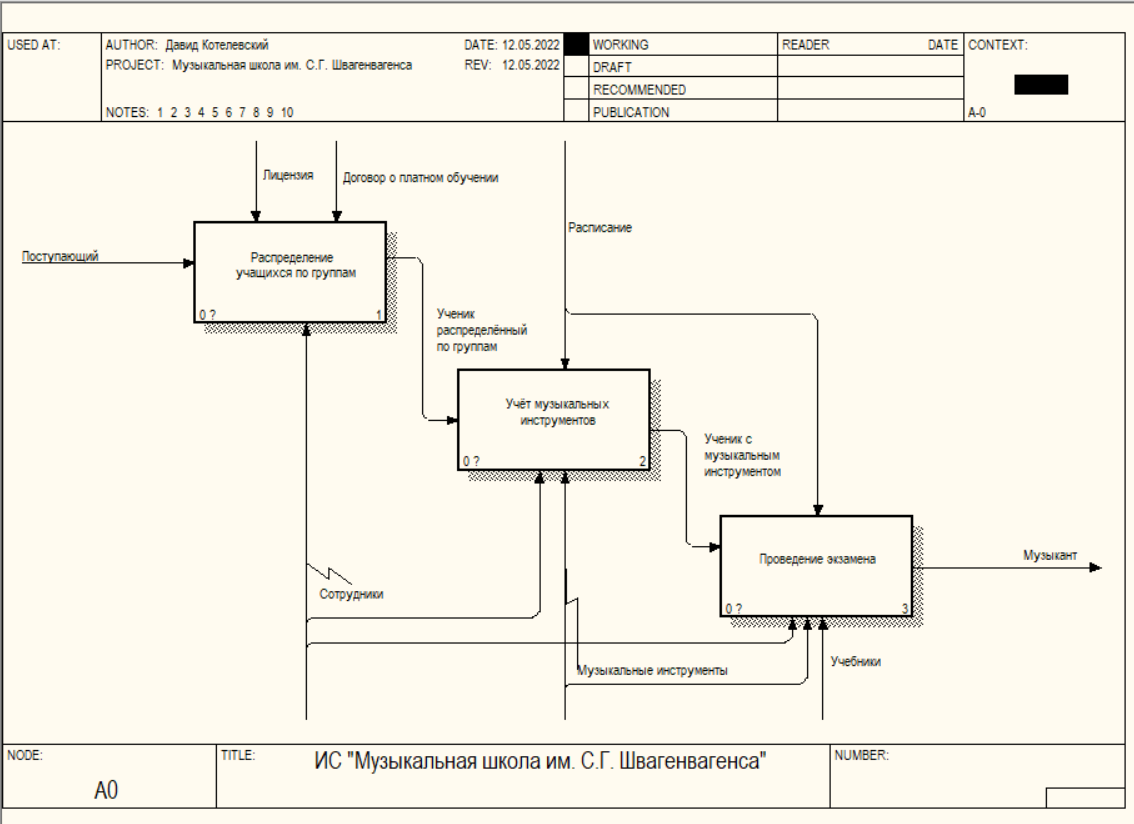 USED AT:
AUTHOR: Давид Котелевский
DATE: 12.05.2022
WORKING
READER
DATE
CONTEXT:
PROJECT: Музыкальная школа им. С.Г. Швагенвагенса
REV: 12.05.2022
DRAFT
RECOMMENDED
NOTES: 1 2 3 4 5 6 7 8 9 10
PUBLICATION
A-0
Лицензия
Договор о платном обучении
Поступающий
Распределение
учащихся по группам
0 ?
1
Расписание
Ученик
распределённый
по группам
Учёт музыкальных
инструментов
0 ?
2
Ученик с
музыкальным
инструментом
Проведение экзамена
0 ?
3
Музыкант
Сотрудники
Музыкальные инструменты
Учебники
NODE:
A0
TITLE:
ИС "Музыкальная школа им. С.Г. Швагенвагенса"
NUMBER: